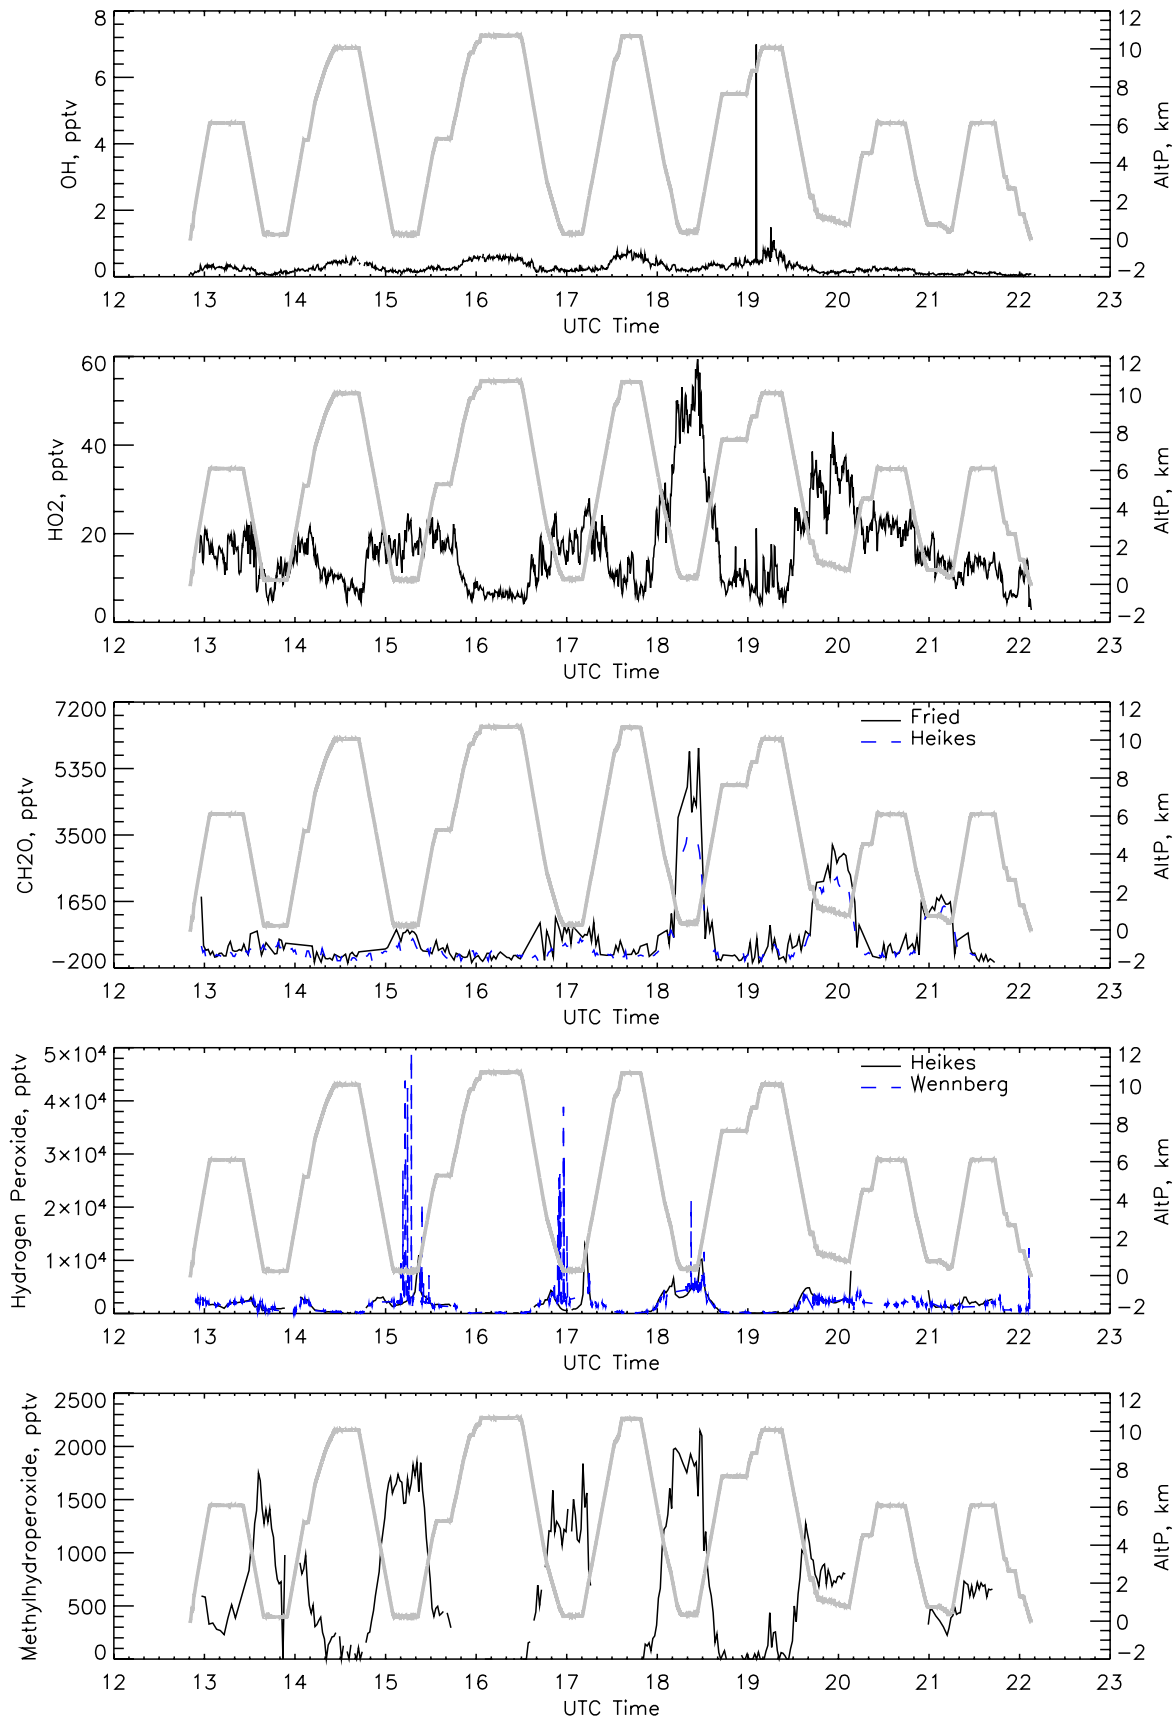 8
6
4
2
0
OH, pptv
12
10
8
6
4
2
0
−2
AltP, km
12 13 14 15 16 17 18 19 20 21 22 23
UTC Time
60
40
20
0
HO2, pptv
12
10
8
6
4
2
0
−2
AltP, km
12 13 14 15 16 17 18 19 20 21 22 23
UTC Time
7200
5350
3500
1650
−200
CH2O, pptv
Fried
Heikes
12
10
8
6
4
2
0
−2
AltP, km
12 13 14 15 16 17 18 19 20 21 22 23
UTC Time
5×10⁴
4×10⁴
3×10⁴
2×10⁴
1×10⁴
0
Hydrogen Peroxide, pptv
Heikes
Wennberg
12
10
8
6
4
2
0
−2
AltP, km
12 13 14 15 16 17 18 19 20 21 22 23
UTC Time
2500
2000
1500
1000
500
0
Methylhydroperoxide, pptv
12
10
8
6
4
2
0
−2
AltP, km
12 13 14 15 16 17 18 19 20 21 22 23
UTC Time